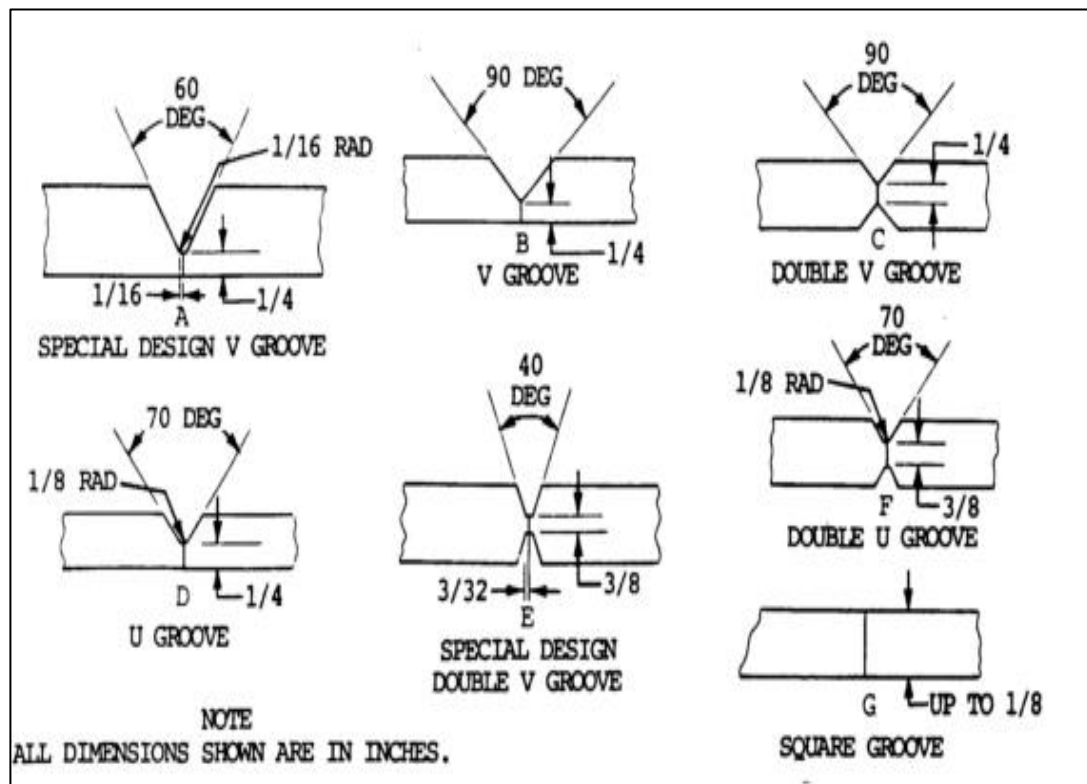 60
DEG
1/16 RAD
1/16
1/4
A
SPECIAL DESIGN V GROOVE
90 DEG
B
1/4
V GROOVE
90
DEG
1/4
C
DOUBLE V GROOVE
70 DEG
1/8 RAD
D
1/4
U GROOVE
40
DEG
3/32
3/8
E
SPECIAL DESIGN
DOUBLE V GROOVE
70
DEG
1/8 RAD
F
3/8
DOUBLE U GROOVE
G
UP TO 1/8
SQUARE GROOVE
NOTE
ALL DIMENSIONS SHOWN ARE IN INCHES.